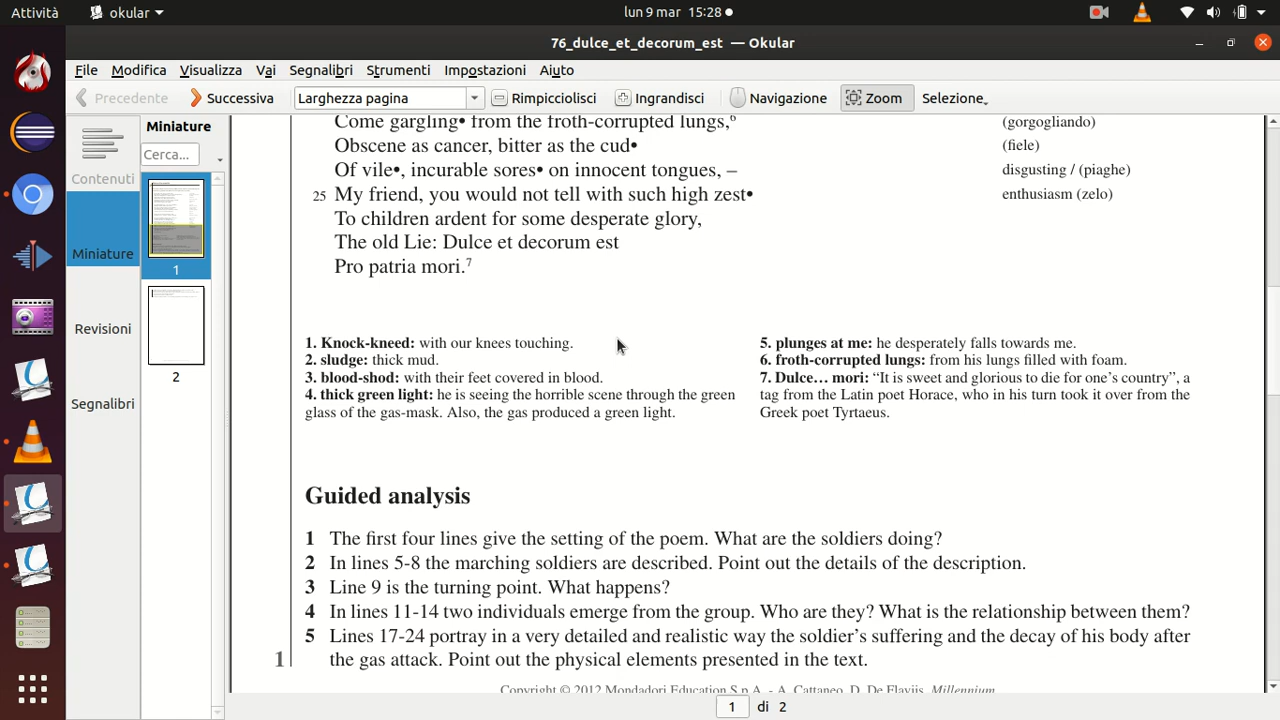 Attività
okular
lun 9 mar 15:28
76_dulce_et_decorum_est — Okular
File Modifica Visualizza Vai Segnalibri Strumenti Impostazioni Aiuto
Precedente Successiva Larghezza pagina Rimpicciolisci Ingrandisci Navigazione Zoom Selezione
Contenuti
Miniature
Revisioni
Segnalibri
Miniature
Cerca...
1
2
Come gargling• from the froth-corrupted lungs,6 (gorgogliando)
Obscene as cancer, bitter as the cud• (fiele)
Of vile•, incurable sores• on innocent tongues, – disgusting / (piaghe)
25 My friend, you would not tell with such high zest• enthusiasm (zelo)
To children ardent for some desperate glory,
The old Lie: Dulce et decorum est
Pro patria mori.7
1. Knock-kneed: with our knees touching.
2. sludge: thick mud.
3. blood-shod: with their feet covered in blood.
4. thick green light: he is seeing the horrible scene through the green
glass of the gas-mask. Also, the gas produced a green light.
5. plunges at me: he desperately falls towards me.
6. froth-corrupted lungs: from his lungs filled with foam.
7. Dulce… mori: “It is sweet and glorious to die for one’s country”, a
tag from the Latin poet Horace, who in his turn took it over from the
Greek poet Tyrtaeus.
Guided analysis
1 The first four lines give the setting of the poem. What are the soldiers doing?
2 In lines 5-8 the marching soldiers are described. Point out the details of the description.
3 Line 9 is the turning point. What happens?
4 In lines 11-14 two individuals emerge from the group. Who are they? What is the relationship between them?
5 Lines 17-24 portray in a very detailed and realistic way the soldier’s suffering and the decay of his body after
the gas attack. Point out the physical elements presented in the text.
1
Copyright © 2012 Mondadori Education S.p.A. - A. Cattaneo, D. De Flaviis, Millennium
1 di 2